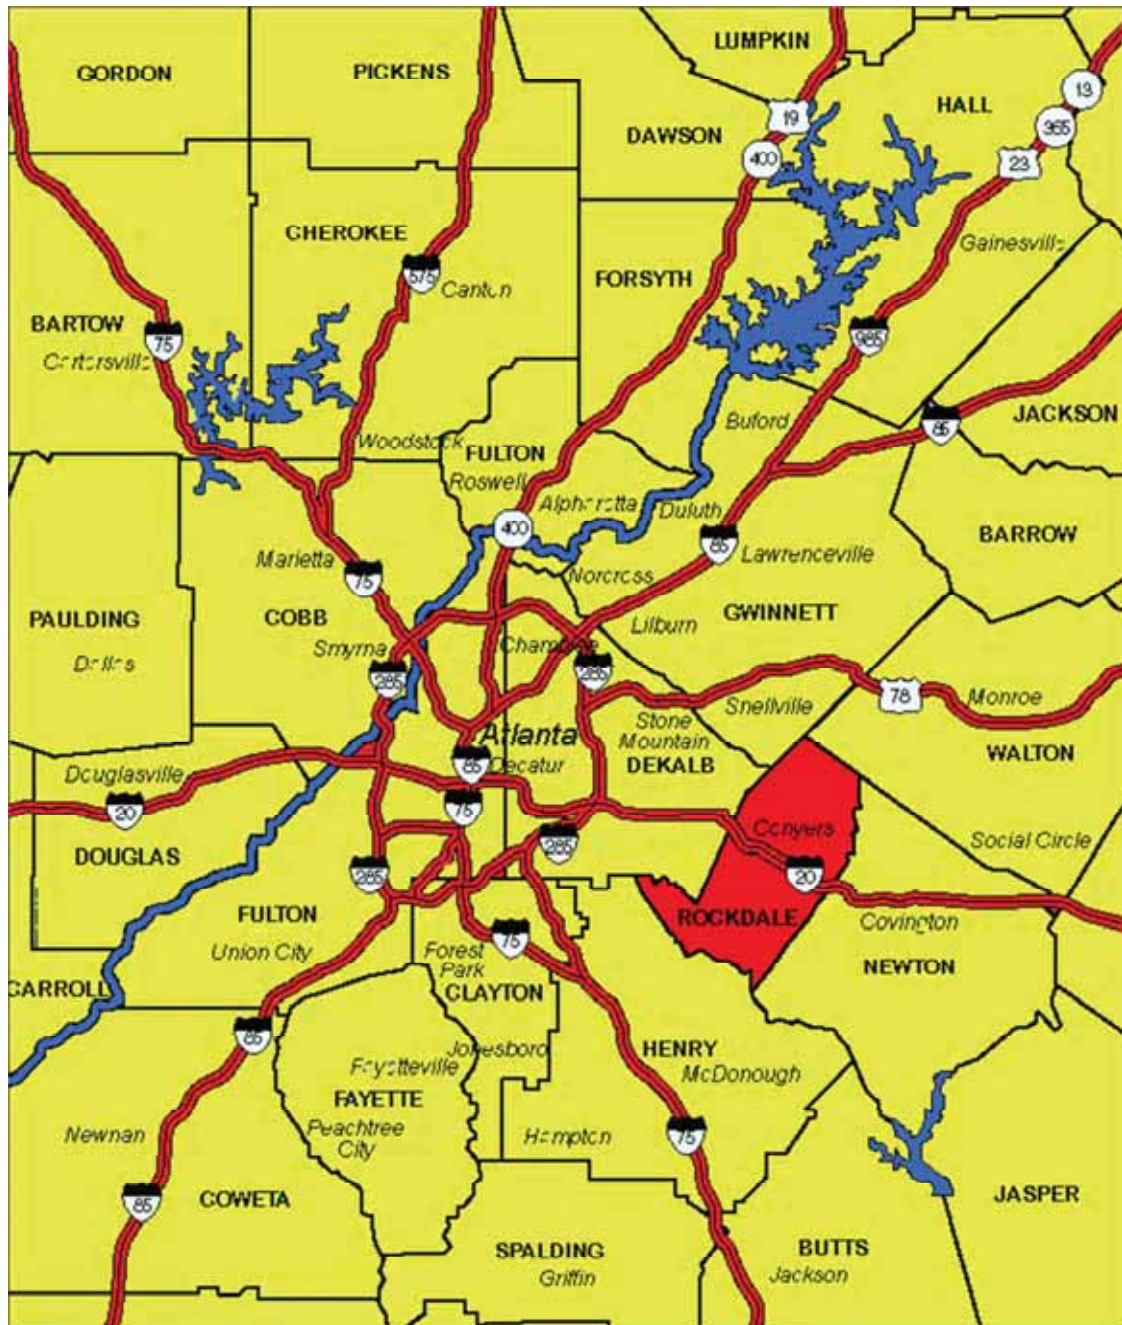 LUMPKIN
GORDON
PICKENS
13
HALL
19
DAWSON
365
400
23
CHEROKEE
Gainesville
575
FORSYTH
Canton
BARTOW
75
985
Cartersville
Buford
85
JACKSON
Woodstock
FULTON
Roswell
Alpharetta
Duluth
400
BARROW
85
Lawrenceville
Marietta
75
Norcross
PAULDING
COBB
GWINNETT
Lilburn
Smyrna
Dallas
285
285
78
Monroe
Snellville
Stone
Mountain
Atlanta
WALTON
85
Decatur
DEKALB
Douglasville
20
75
Conyers
Social Circle
285
DOUGLAS
285
20
FULTON
ROCKDALE
Covington
Union City
75
Forest
Park
NEWTON
CARROLL
CLAYTON
85
Jonesboro
HENRY
Fayetteville
McDonough
FAYETTE
Peachtree
City
Newnan
Hampton
75
85
COWETA
JASPER
SPALDING
BUTTS
Griffin
Jackson